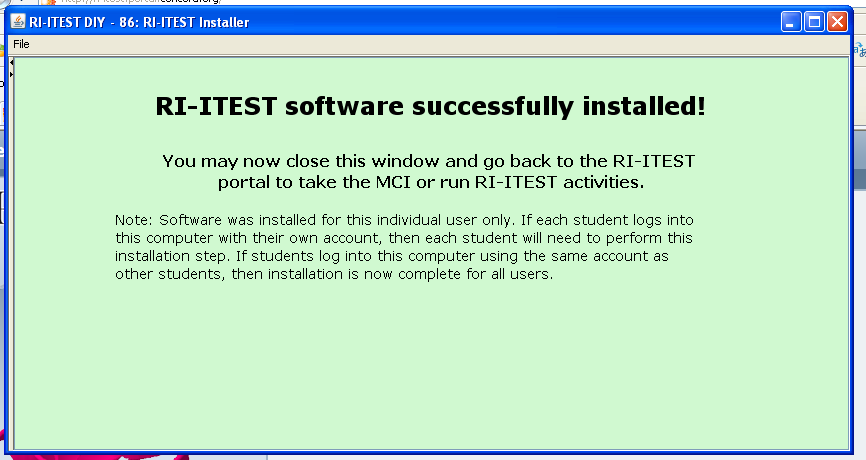 RI-ITEST DIY - 86: RI-ITEST Installer
File
RI-ITEST software successfully installed!
You may now close this window and go back to the RI-ITEST
portal to take the MCI or run RI-ITEST activities.
Note: Software was installed for this individual user only. If each student logs into
this computer with their own account, then each student will need to perform this
installation step. If students log into this computer using the same account as
other students, then installation is now complete for all users.